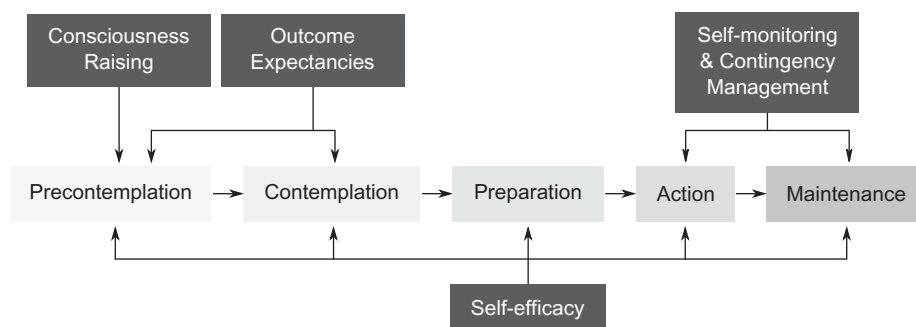 Consciousness
Raising
Outcome
Expectancies
Self-monitoring
& Contingency
Management
Precontemplation
Contemplation
Preparation
Action
Maintenance
Self-efficacy